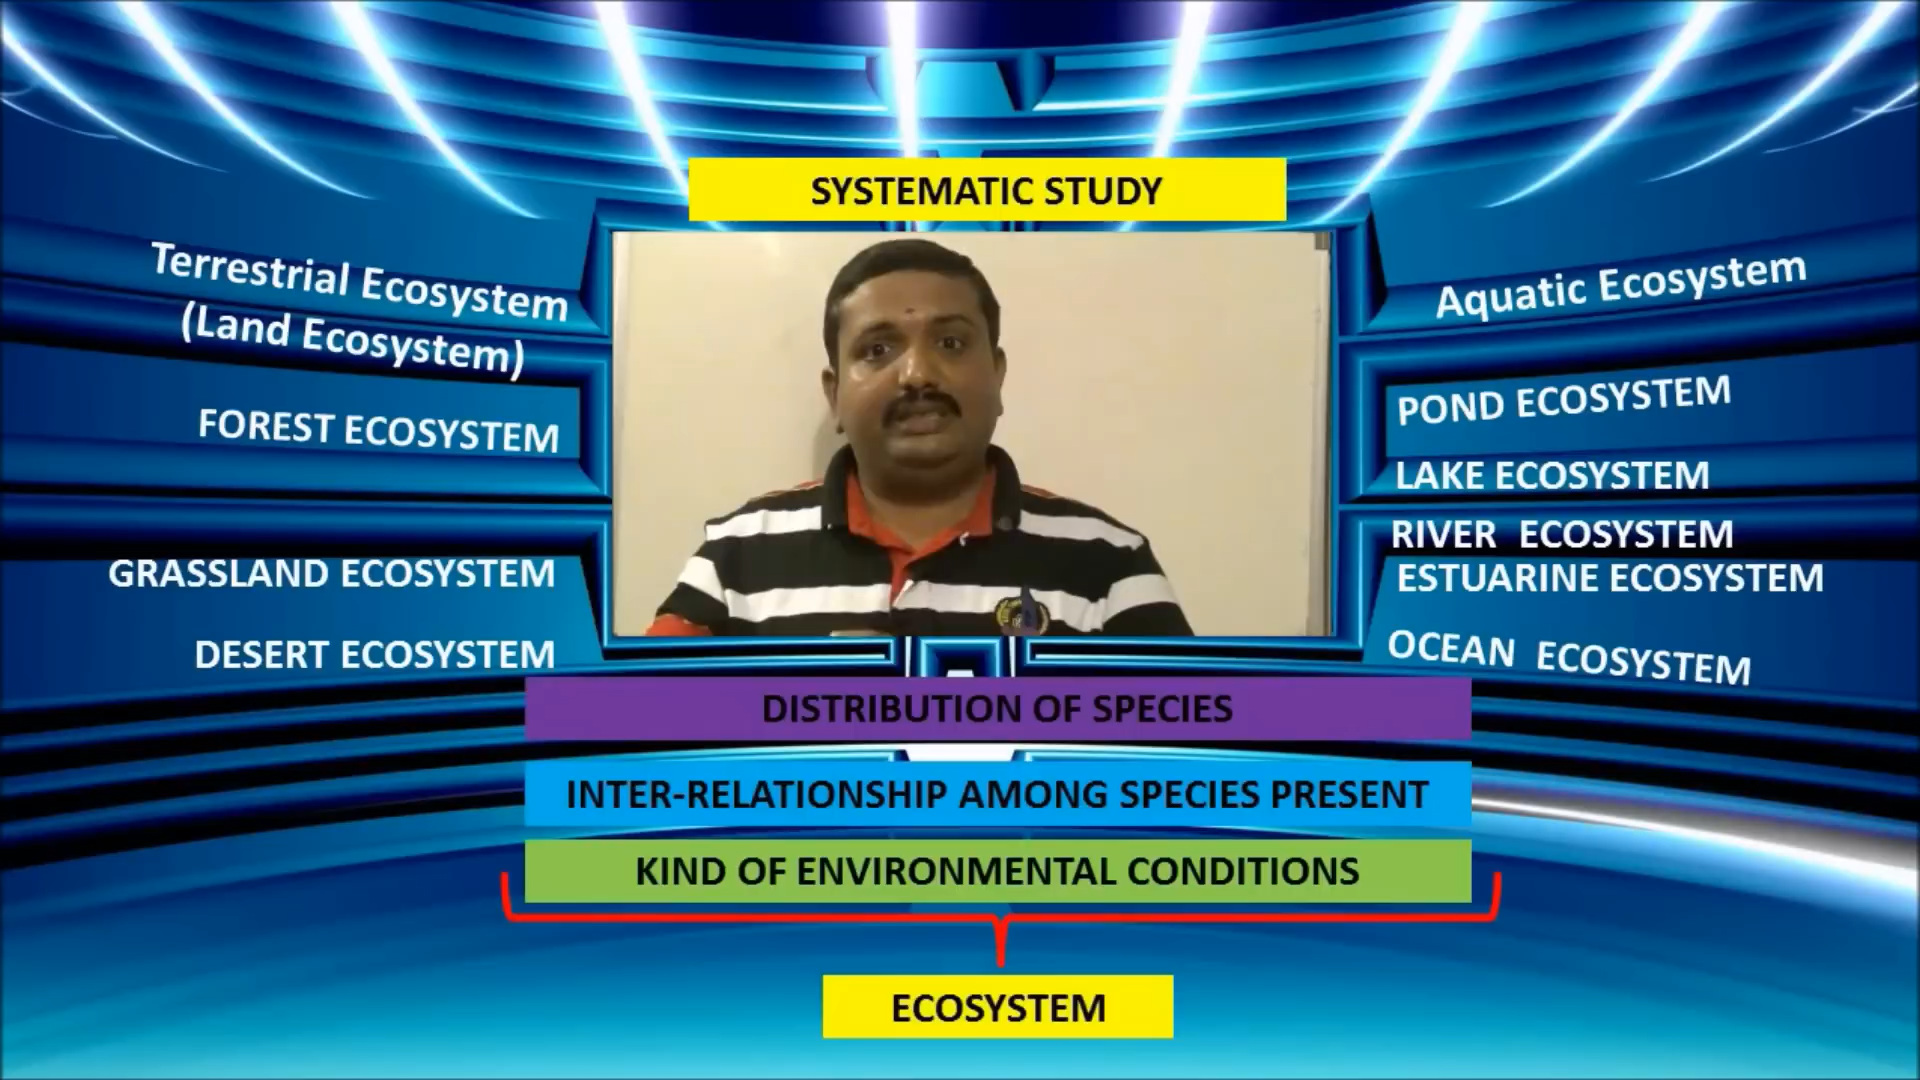 SYSTEMATIC STUDY
Terrestrial Ecosystem
(Land Ecosystem)
FOREST ECOSYSTEM
GRASSLAND ECOSYSTEM
DESERT ECOSYSTEM
Aquatic Ecosystem
POND ECOSYSTEM
LAKE ECOSYSTEM
RIVER ECOSYSTEM
ESTUARINE ECOSYSTEM
OCEAN ECOSYSTEM
DISTRIBUTION OF SPECIES
INTER-RELATIONSHIP AMONG SPECIES PRESENT
KIND OF ENVIRONMENTAL CONDITIONS
ECOSYSTEM